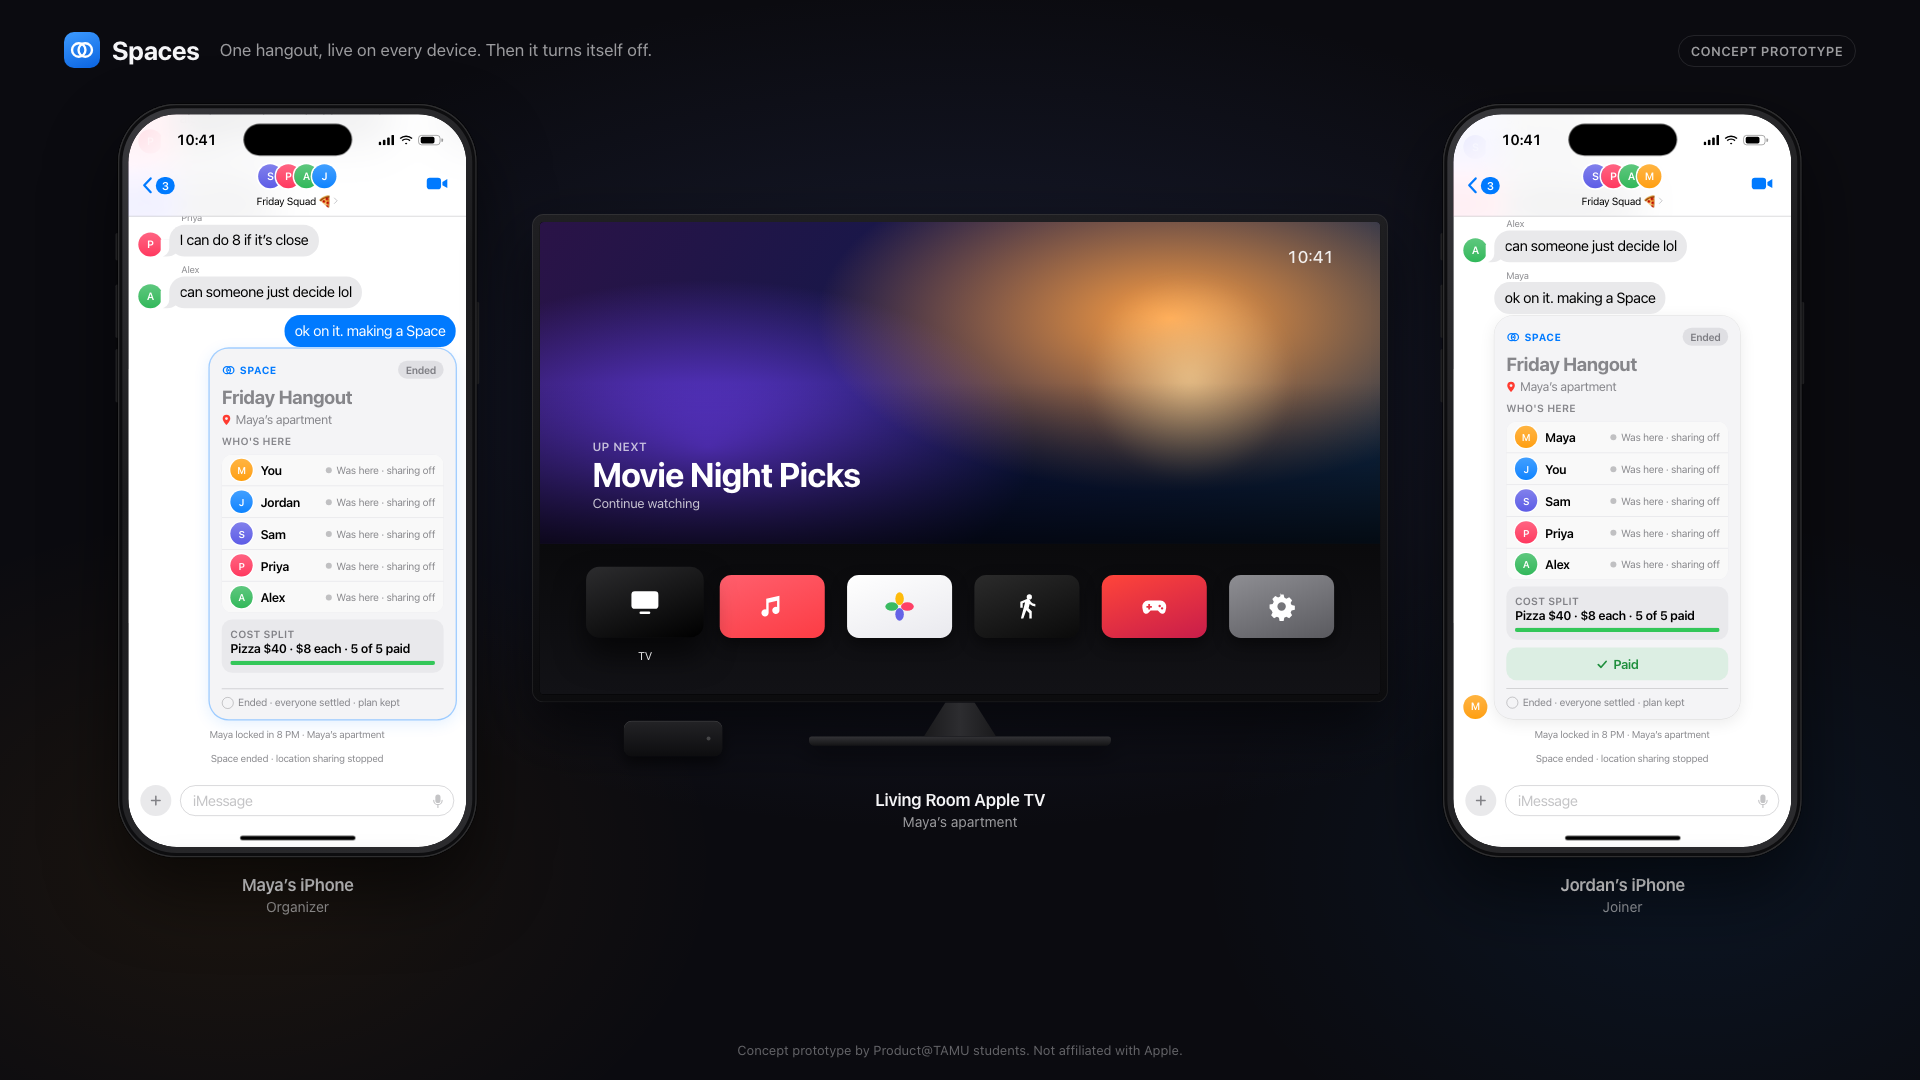 Spaces
One hangout, live on every device. Then it turns itself off.
CONCEPT PROTOTYPE
10:41
3
S P A J
Friday Squad 🍕
Priya
P
I can do 8 if it's close
Alex
A
can someone just decide lol
ok on it. making a Space
SPACE
Ended
Friday Hangout
Maya's apartment
WHO'S HERE
M You Was here · sharing off
J Jordan Was here · sharing off
S Sam Was here · sharing off
P Priya Was here · sharing off
A Alex Was here · sharing off
COST SPLIT
Pizza $40 · $8 each · 5 of 5 paid
Ended · everyone settled · plan kept
Maya locked in 8 PM · Maya's apartment
Space ended · location sharing stopped
+ iMessage
Maya's iPhone
Organizer
10:41
UP NEXT
Movie Night Picks
Continue watching
TV
Living Room Apple TV
Maya's apartment
10:41
3
S P A M
Friday Squad 🍕
Alex
A
can someone just decide lol
Maya
ok on it. making a Space
SPACE
Ended
Friday Hangout
Maya's apartment
WHO'S HERE
M Maya Was here · sharing off
J You Was here · sharing off
S Sam Was here · sharing off
P Priya Was here · sharing off
A Alex Was here · sharing off
COST SPLIT
Pizza $40 · $8 each · 5 of 5 paid
Paid
Ended · everyone settled · plan kept
M
Maya locked in 8 PM · Maya's apartment
Space ended · location sharing stopped
+ iMessage
Jordan's iPhone
Joiner
Concept prototype by Product@TAMU students. Not affiliated with Apple.